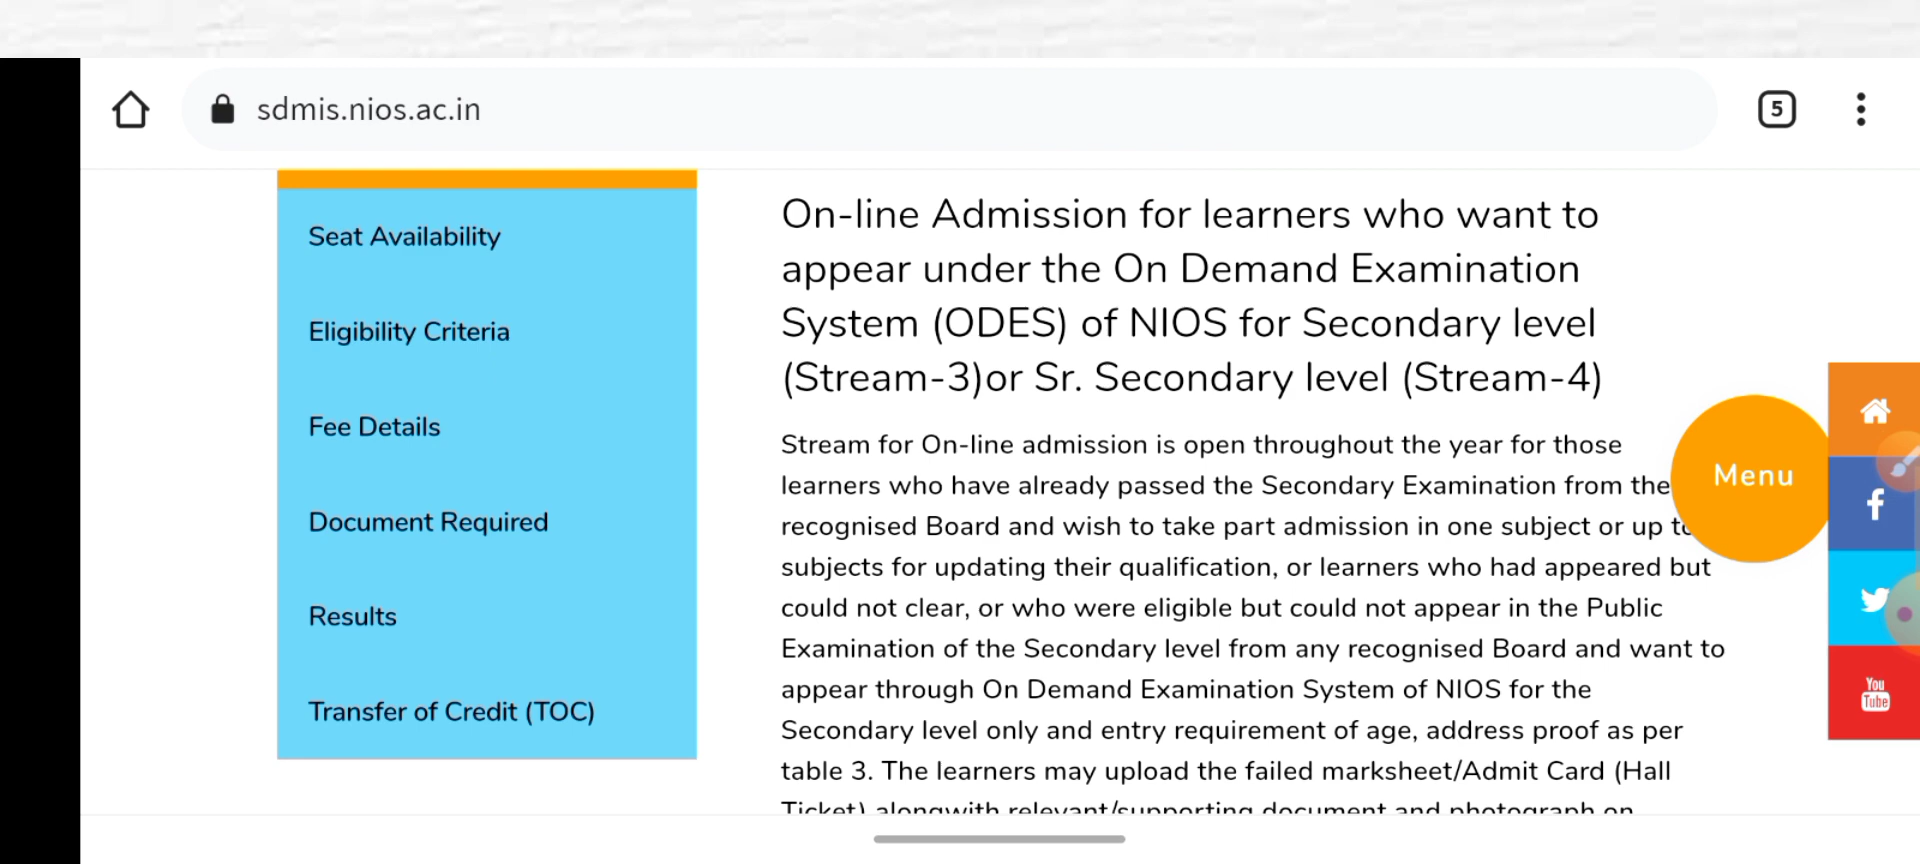 sdmis.nios.ac.in
5
Seat Availability
Eligibility Criteria
Fee Details
Document Required
Results
Transfer of Credit (TOC)
On-line Admission for learners who want to
appear under the On Demand Examination
System (ODES) of NIOS for Secondary level
(Stream-3)or Sr. Secondary level (Stream-4)
Stream for On-line admission is open throughout the year for those
learners who have already passed the Secondary Examination from the
recognised Board and wish to take part admission in one subject or up
subjects for updating their qualification, or learners who had appeared but
could not clear, or who were eligible but could not appear in the Public
Examination of the Secondary level from any recognised Board and want to
appear through On Demand Examination System of NIOS for the
Secondary level only and entry requirement of age, address proof as per
table 3. The learners may upload the failed marksheet/Admit Card (Hall
Ticket) alongwith relevant/supporting document and photograph on
Menu
You
Tube